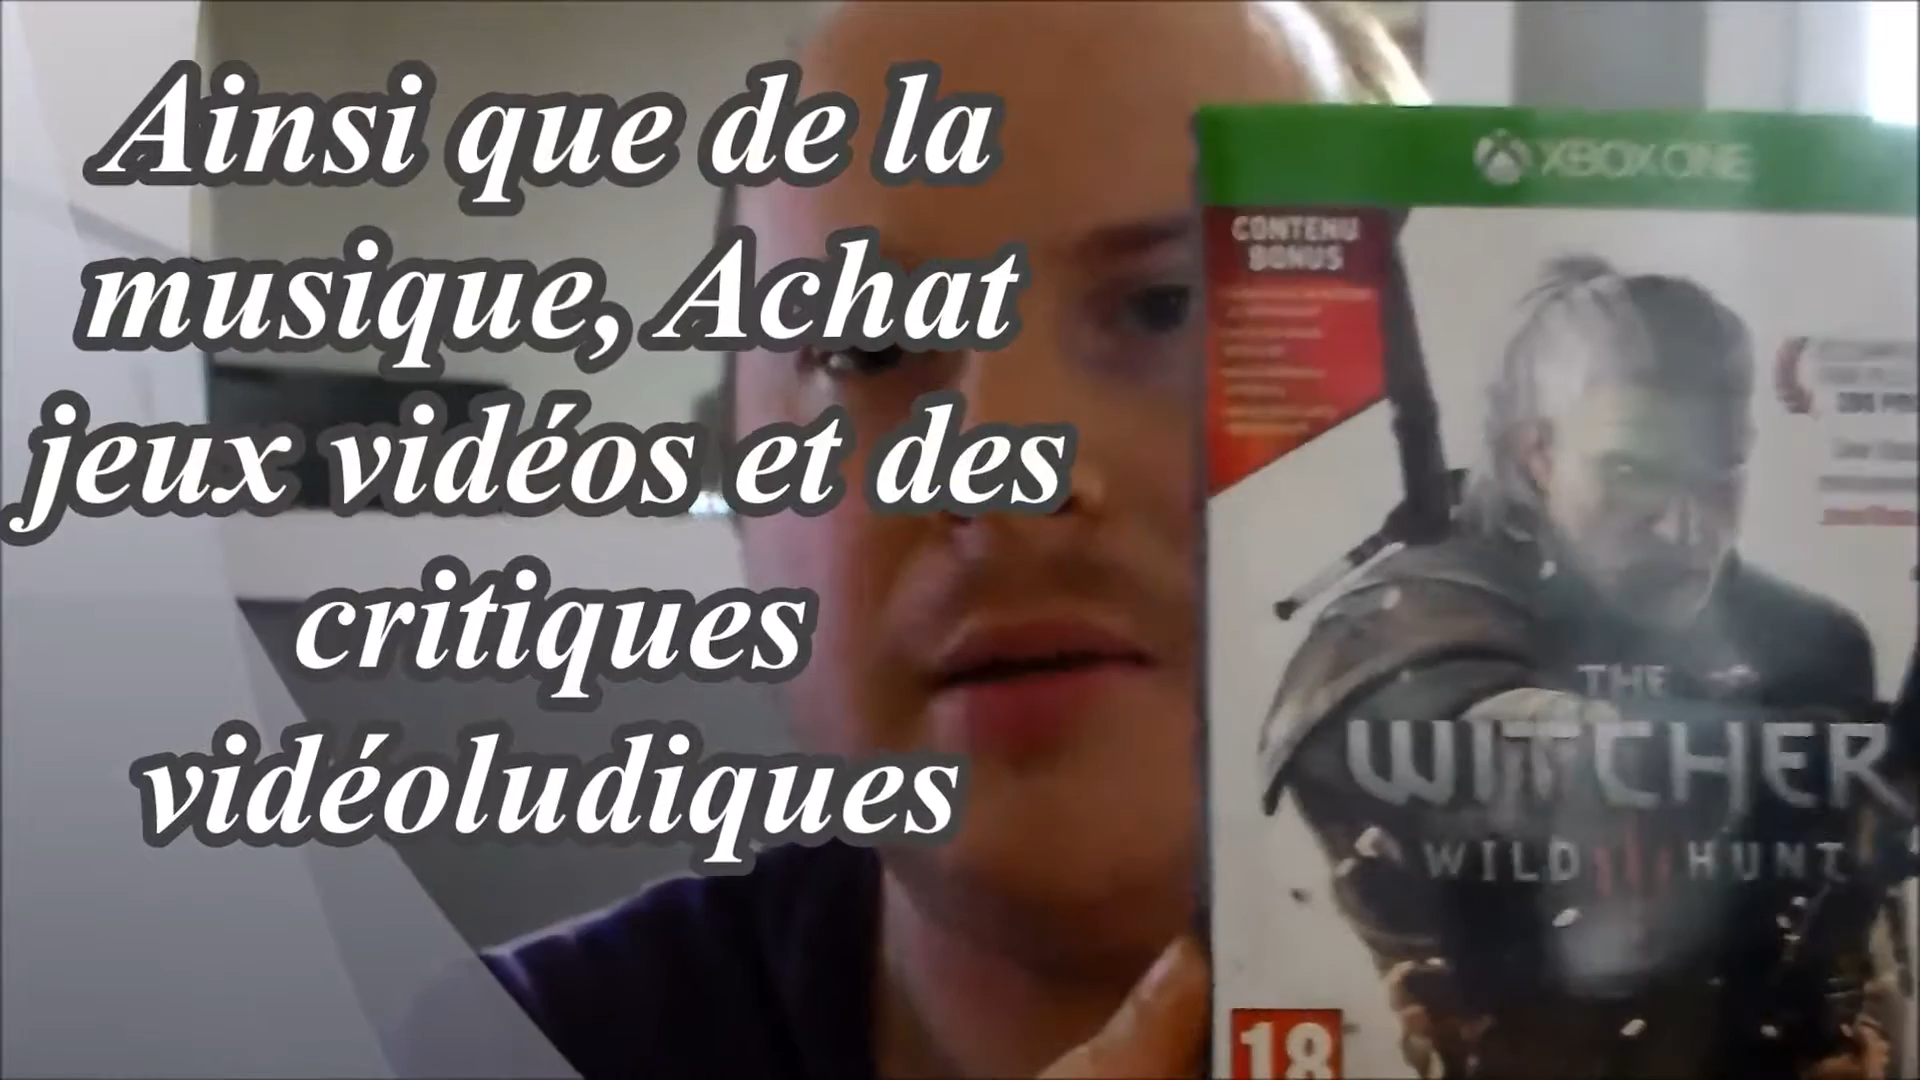 Ainsi que de la
musique, Achat
jeux vidéos et des
critiques
vidéoludiques
XBOX ONE
CONTENU
BONUS
THE
WITCHER
WILD HUNT
18